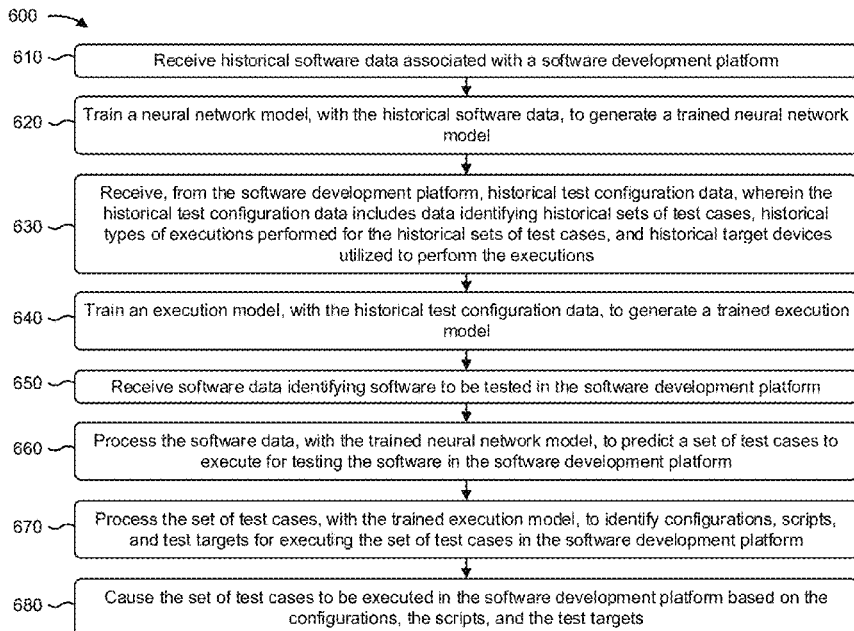 600
610
Receive historical software data associated with a software development platform
620
Train a neural network model, with the historical software data, to generate a trained neural network
model
630
Receive, from the software development platform, historical test configuration data, wherein the
historical test configuration data includes data identifying historical sets of test cases, historical
types of executions performed for the historical sets of test cases, and historical target devices
utilized to perform the executions
640
Train an execution model, with the historical test configuration data, to generate a trained execution
model
650
Receive software data identifying software to be tested in the software development platform
660
Process the software data, with the trained neural network model, to predict a set of test cases to
execute for testing the software in the software development platform
670
Process the set of test cases, with the trained execution model, to identify configurations, scripts,
and test targets for executing the set of test cases in the software development platform
680
Cause the set of test cases to be executed in the software development platform based on the
configurations, the scripts, and the test targets